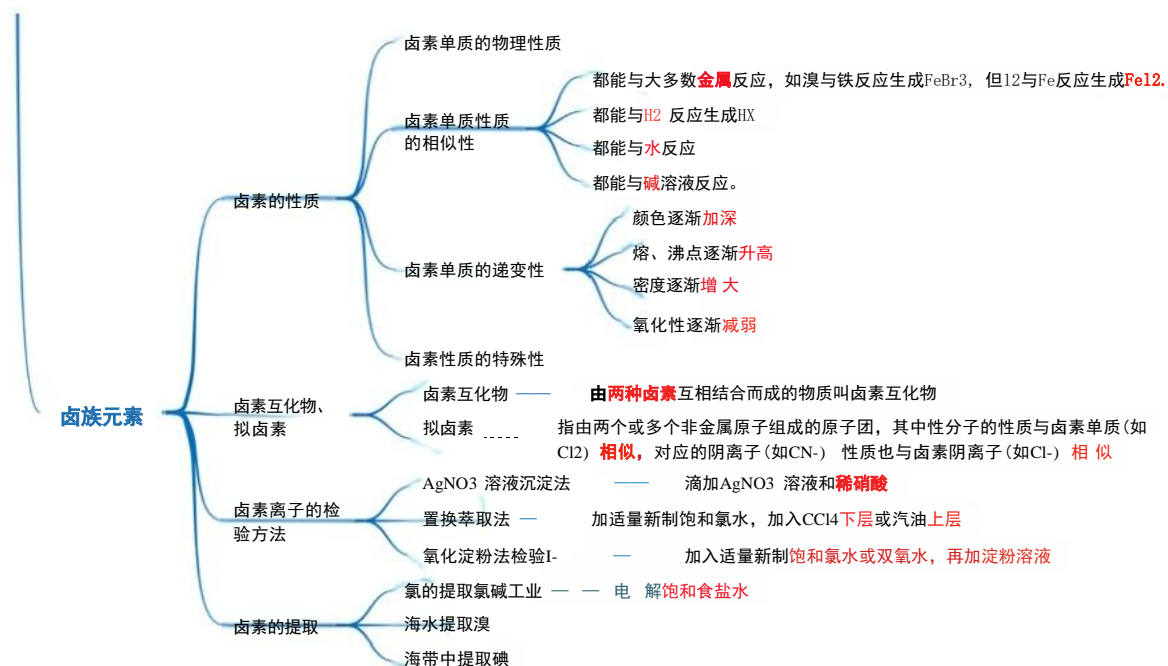 卤素单质的物理性质
都能与大多数金属反应，如溴与铁反应生成FeBr3, 但l2与Fe反应生成Fel2.
都能与H2 反应生成HX
卤素单质性质
的相似性
都能与水反应
都能与碱溶液反应。
卤素的性质
颜色逐渐加深
熔、沸点逐渐升高
卤素单质的递变性
密度逐渐增 大
氧化性逐渐减弱
卤素性质的特殊性
卤族元素
卤素互化物、
拟卤素
卤素互化物 —— 由两种卤素互相结合而成的物质叫卤素互化物
拟卤素 ..... 指由两个或多个非金属原子组成的原子团，其中性分子的性质与卤素单质(如
Cl2) 相似，对应的阴离子(如CN-) 性质也与卤素阴离子(如Cl-) 相 似
AgNO3 溶液沉淀法 —— 滴加AgNO3 溶液和稀硝酸
卤素离子的检
验方法
置换萃取法 — 加适量新制饱和氯水，加入CCl4下层或汽油上层
氧化淀粉法检验I- — 加入适量新制饱和氯水或双氧水，再加淀粉溶液
氯的提取氯碱工业 — — 电 解饱和食盐水
卤素的提取
海水提取溴
海带中提取碘